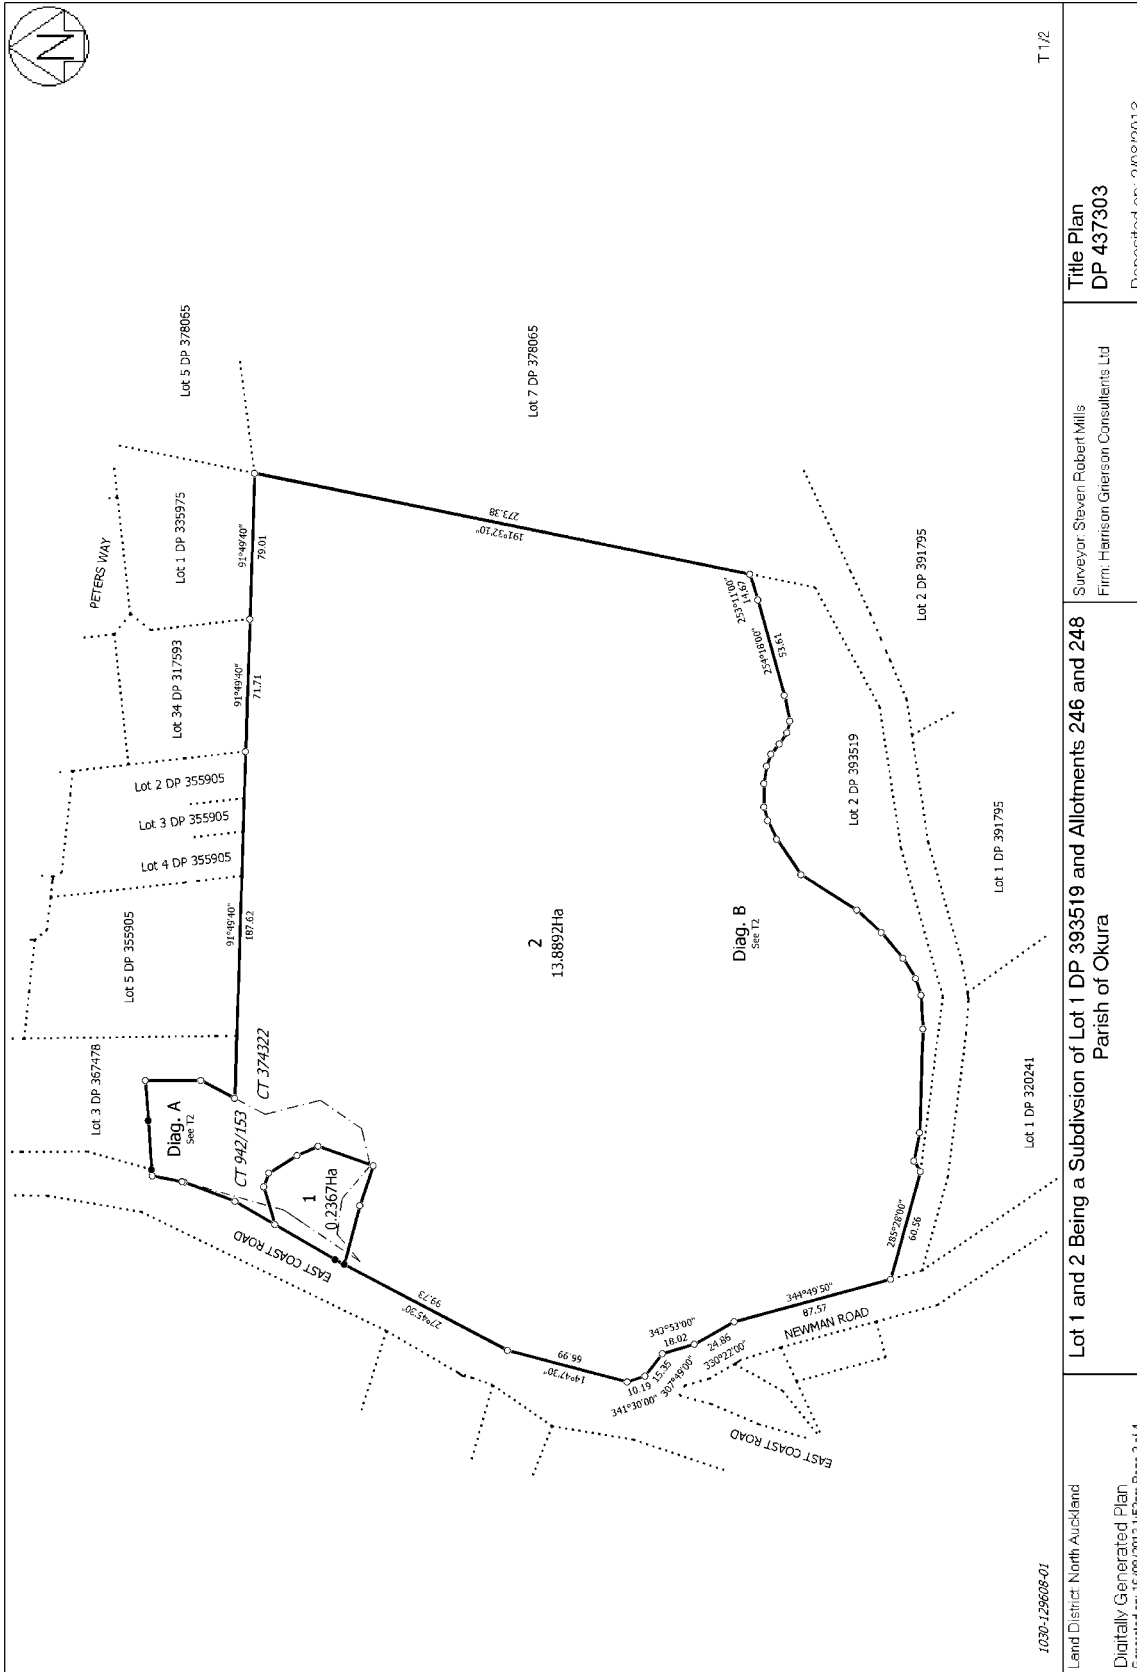 N
T 1/2
PETERS WAY
Lot 5 DP 378065
Lot 1 DP 335975
Lot 34 DP 317593
Lot 2 DP 355905
Lot 3 DP 355905
Lot 4 DP 355905
Lot 5 DP 355905
Lot 3 DP 367478
Diag. A
See T2
CT 942/153
CT 374322
91°49'40"
187.62
91°49'40"
71.71
91°49'40"
79.01
Lot 7 DP 378065
273.38
191°32'10"
EAST COAST ROAD
1
0.2367Ha
99.73
27°45'30"
66.99
14°47'30"
2
13.8892Ha
10.19
341°30'00"
15.35
307°49'00"
343°53'00"
18.02
24.86
330°22'00"
344°49'50"
87.57
NEWMAN ROAD
EAST COAST ROAD
285°28'00"
60.56
Diag. B
See T2
253°11'00"
14.67
254°18'00"
53.61
Lot 2 DP 393519
Lot 2 DP 391795
Lot 1 DP 391795
Lot 1 DP 320241
1030-129608-01
Land District: North Auckland
Digitally Generated Plan
Lot 1 and 2 Being a Subdivision of Lot 1 DP 393519 and Allotments 246 and 248
Parish of Okura
Surveyor: Steven Robert Mills
Firm: Harrison Grierson Consultants Ltd
Title Plan
DP 437303
Deposited on: 2/08/2013